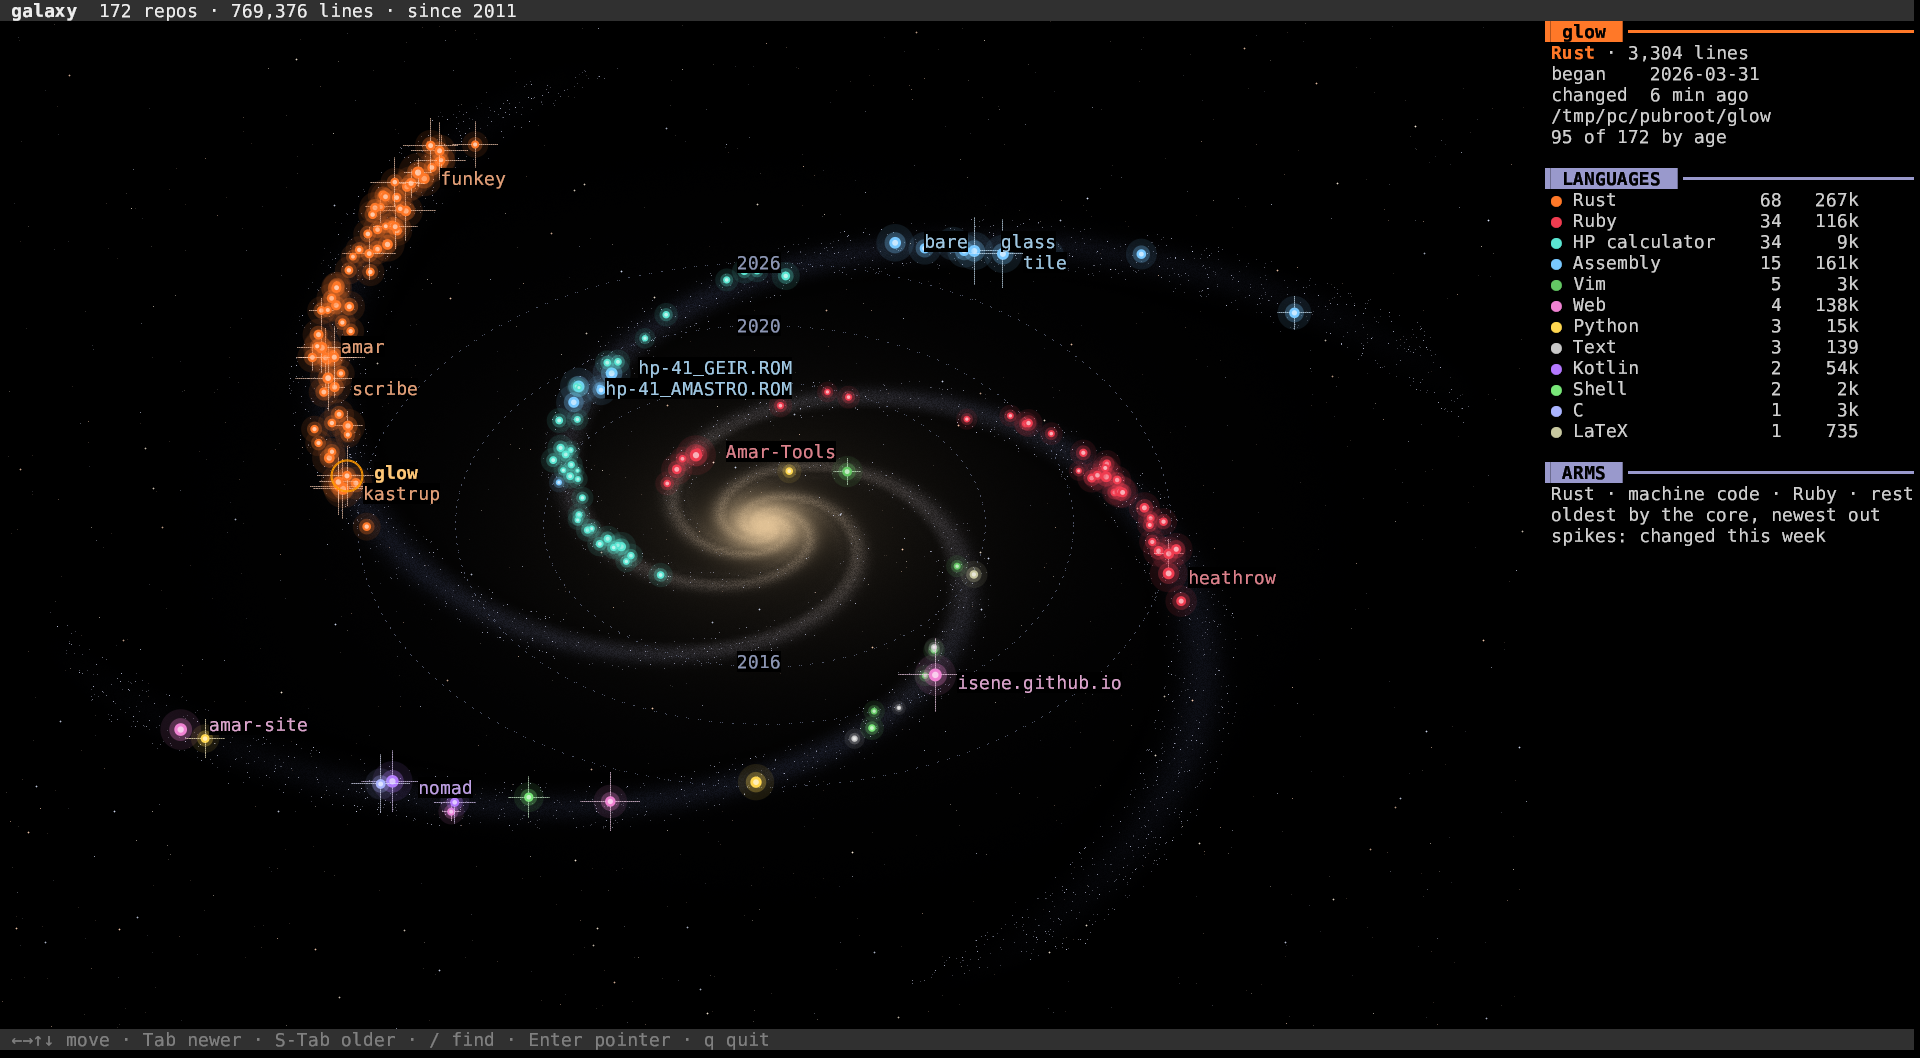 galaxy  172 repos · 769,376 lines · since 2011
glow
Rust · 3,304 lines
began    2026-03-31
changed  6 min ago
/tmp/pc/pubroot/glow
95 of 172 by age
LANGUAGES
Rust 68 267k
Ruby 34 116k
HP calculator 34 9k
Assembly 15 161k
Vim 5 3k
Web 4 138k
Python 3 15k
Text 3 139
Kotlin 2 54k
Shell 2 2k
C 1 3k
LaTeX 1 735
ARMS
Rust · machine code · Ruby · rest
oldest by the core, newest out
spikes: changed this week
funkey
bare
glass
tile
2026
2020
amar
hp-41_GEIR.ROM
scribe
hp-41_AMASTRO.ROM
Amar-Tools
glow
kastrup
heathrow
2016
isene.github.io
amar-site
nomad
←→↑↓ move · Tab newer · S-Tab older · / find · Enter pointer · q quit